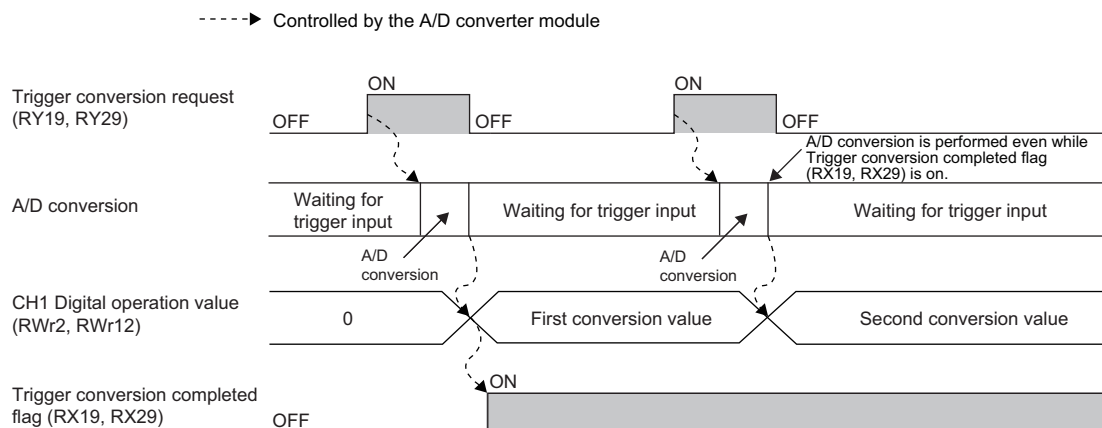 Controlled by the A/D converter module
Trigger conversion request
(RY19, RY29)
OFF
ON
OFF
ON
OFF
A/D conversion is performed even while
Trigger conversion completed flag
(RX19, RX29) is on.
A/D conversion
Waiting for
trigger input
Waiting for trigger input
Waiting for trigger input
A/D
conversion
A/D
conversion
CH1 Digital operation value
(RWr2, RWr12)
0
First conversion value
Second conversion value
Trigger conversion completed
flag (RX19, RX29)
OFF
ON